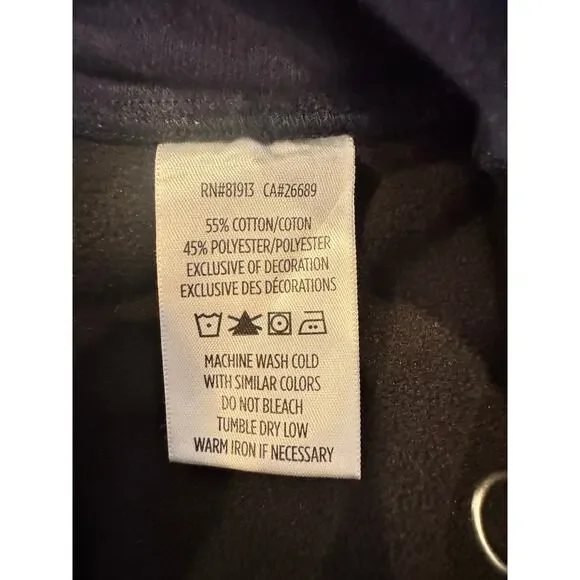 RN#81913 CA#26689
55% COTTON/COTON
45% POLYESTER/POLYESTER
EXCLUSIVE OF DECORATION
EXCLUSIVE DES DÉCORATIONS
MACHINE WASH COLD
WITH SIMILAR COLORS
DO NOT BLEACH
TUMBLE DRY LOW
WARM IRON IF NECESSARY